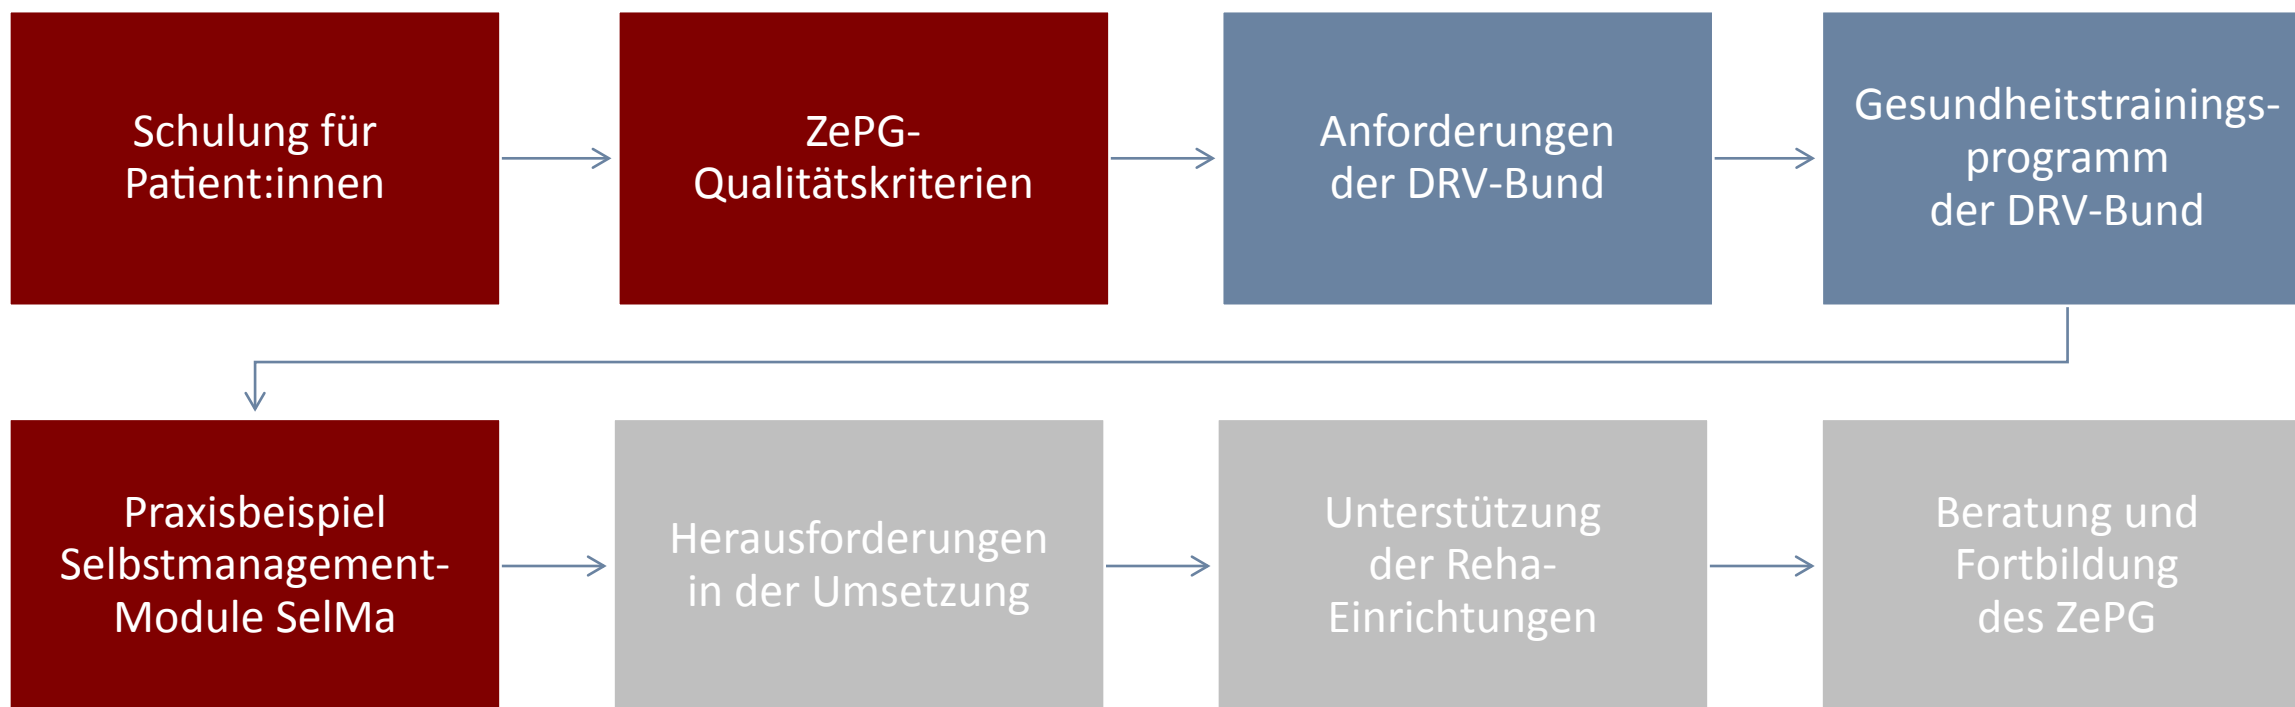 Schulung für
Patient:innen
ZePG-
Qualitätskriterien
Anforderungen
der DRV-Bund
Gesundheitstrainings-
programm
der DRV-Bund
Praxisbeispiel
Selbstmanagement-
Module SelMa
Herausforderungen
in der Umsetzung
Unterstützung
der Reha-
Einrichtungen
Beratung und
Fortbildung
des ZePG